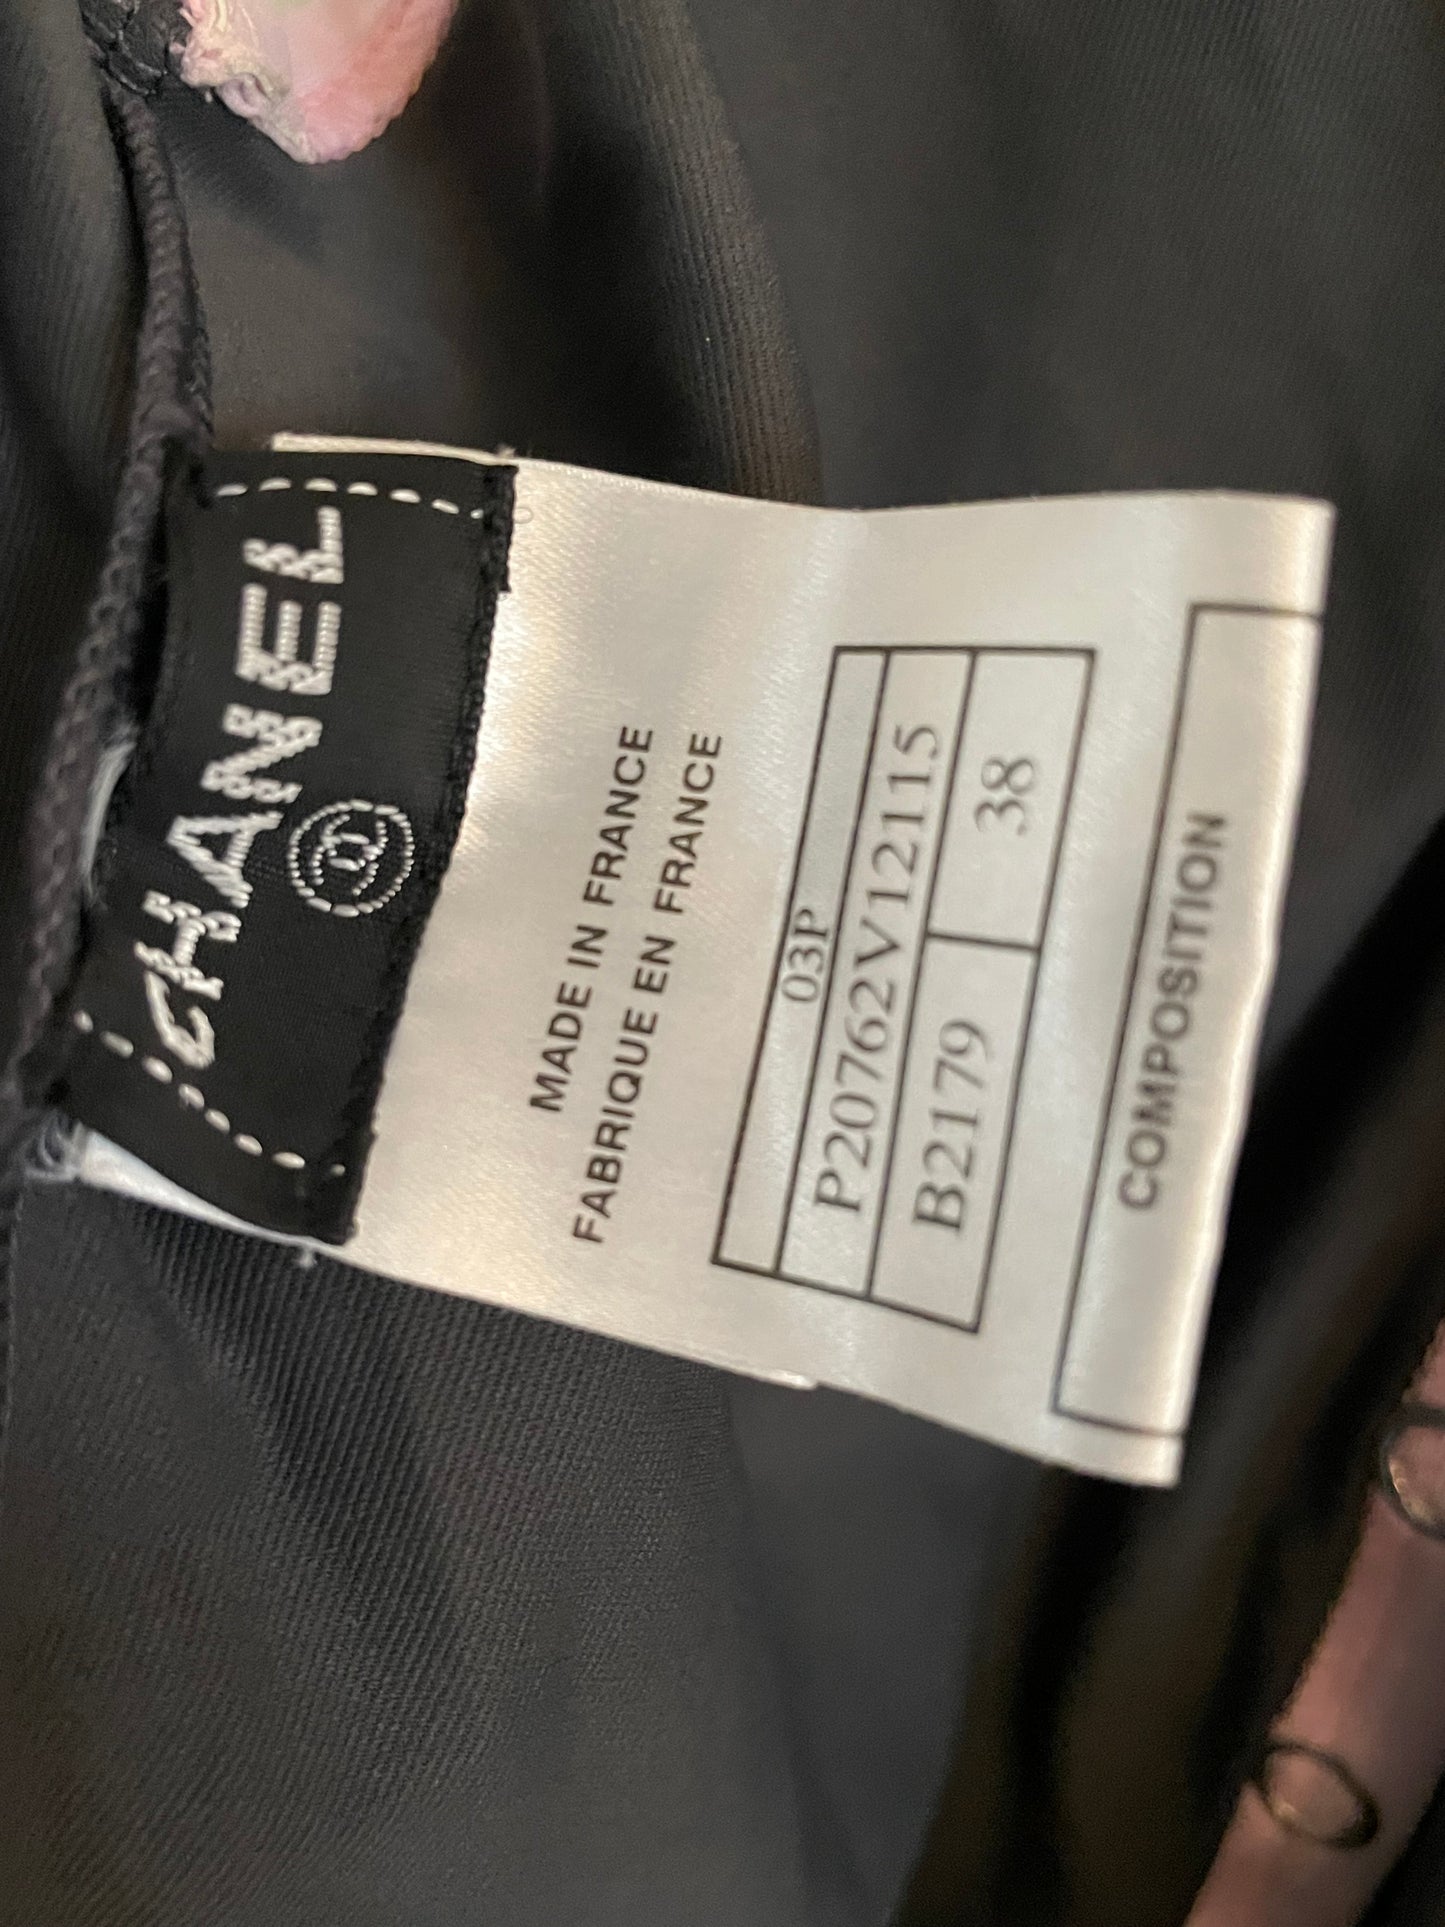 CHANEL
MADE IN FRANCE
FABRIQUE EN FRANCE
03P
P20762V12115
B2179 38
COMPOSITION